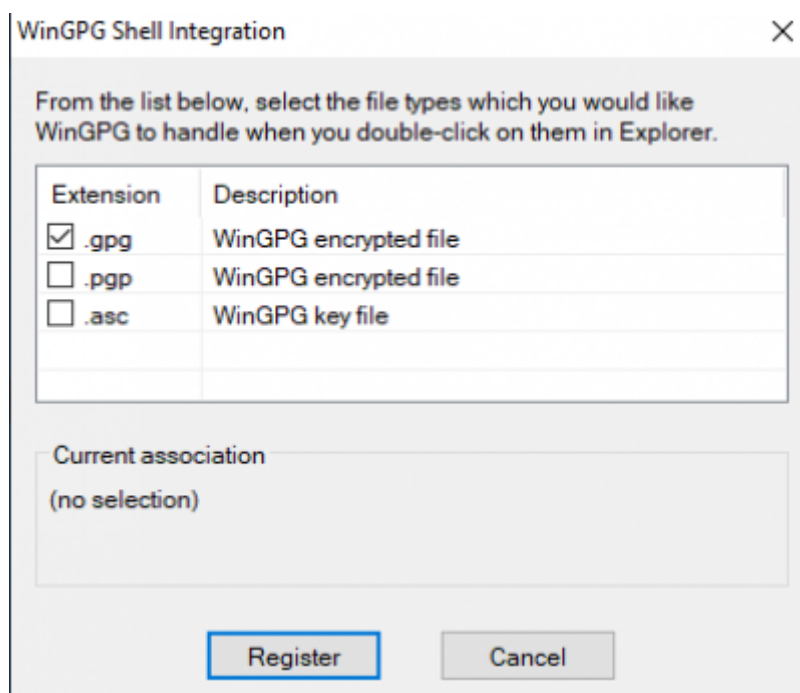 WinGPG Shell Integration
From the list below, select the file types which you would like
WinGPG to handle when you double-click on them in Explorer.
Extension Description
.gpg WinGPG encrypted file
.pgp WinGPG encrypted file
.asc WinGPG key file
Current association
(no selection)
Register Cancel